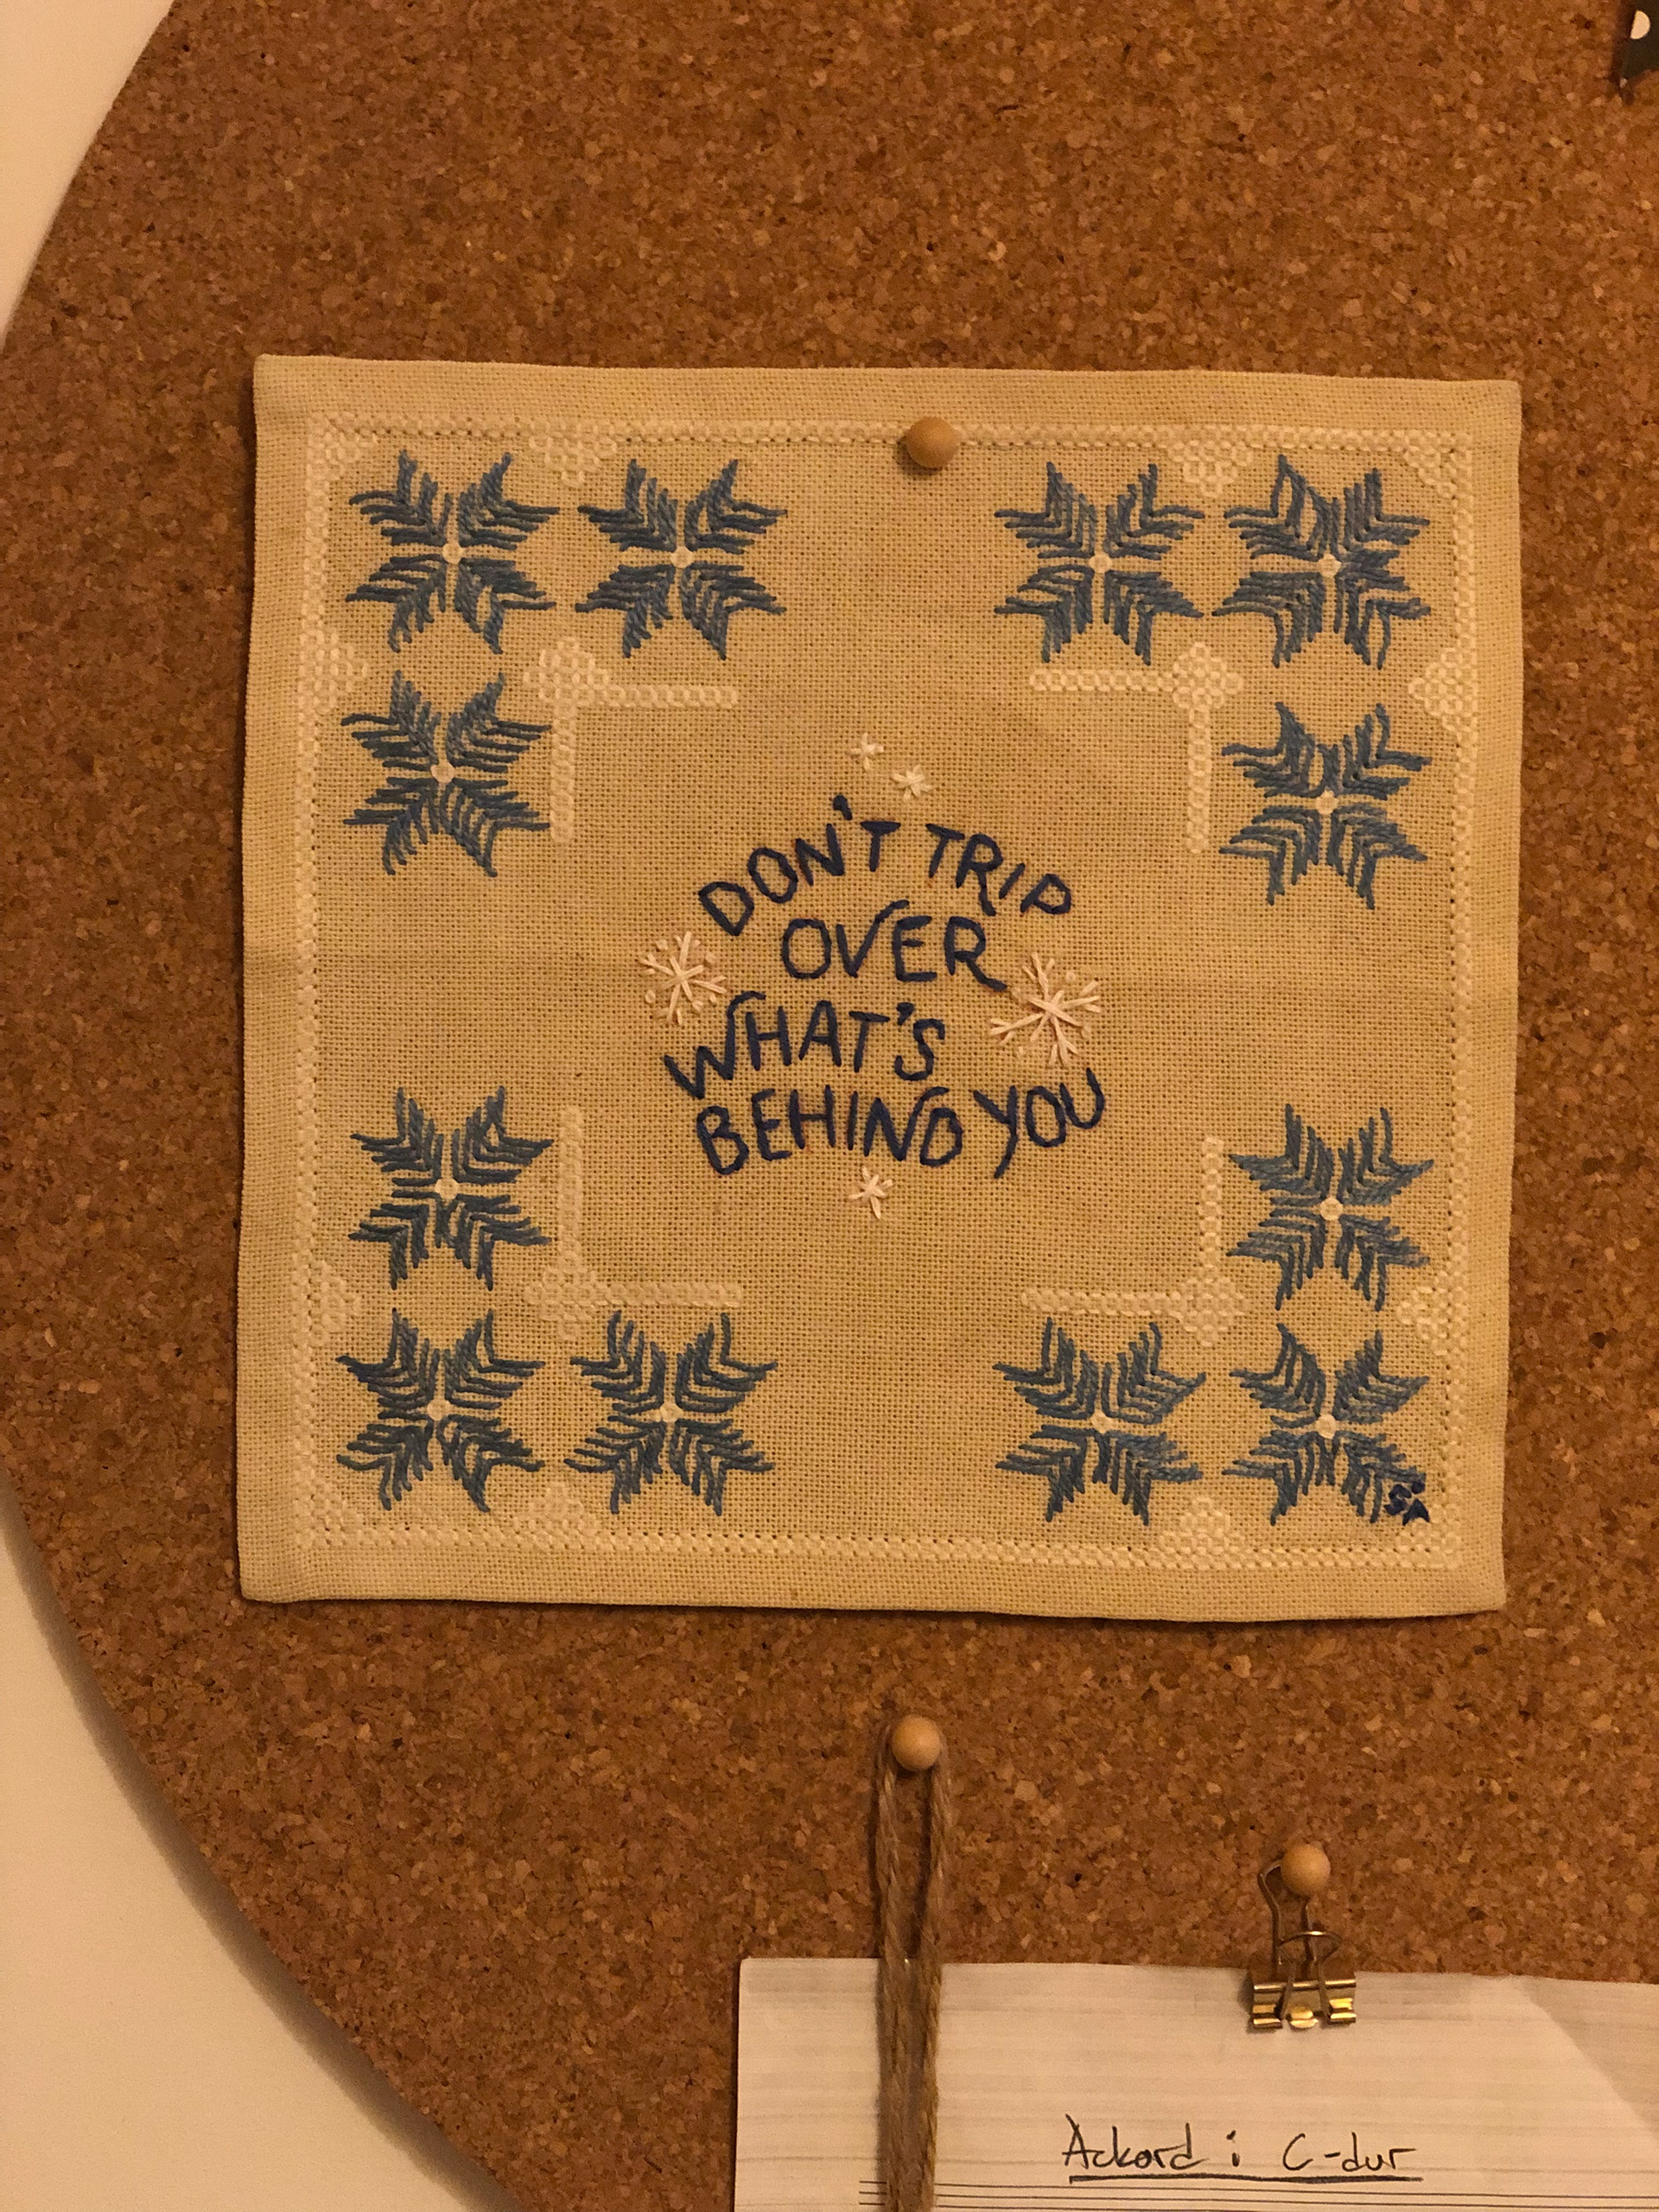 DON'T TRIP
OVER
WHAT'S
BEHIND YOU
SA
Ackord i C-dur